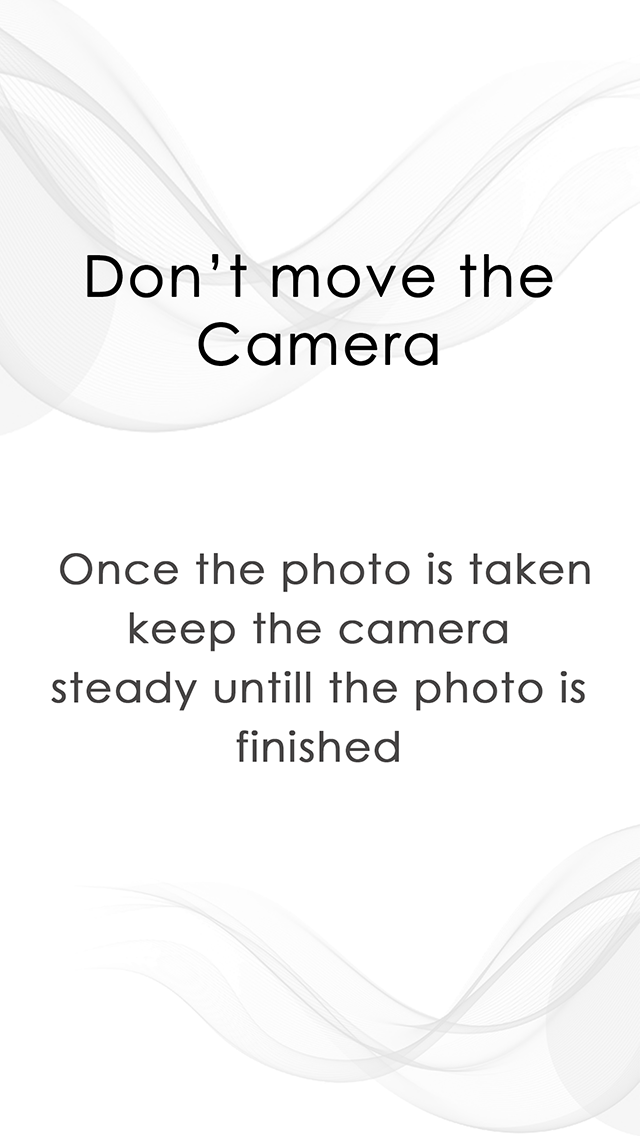 Don’t move the
Camera
Once the photo is taken
keep the camera
steady untill the photo is
finished